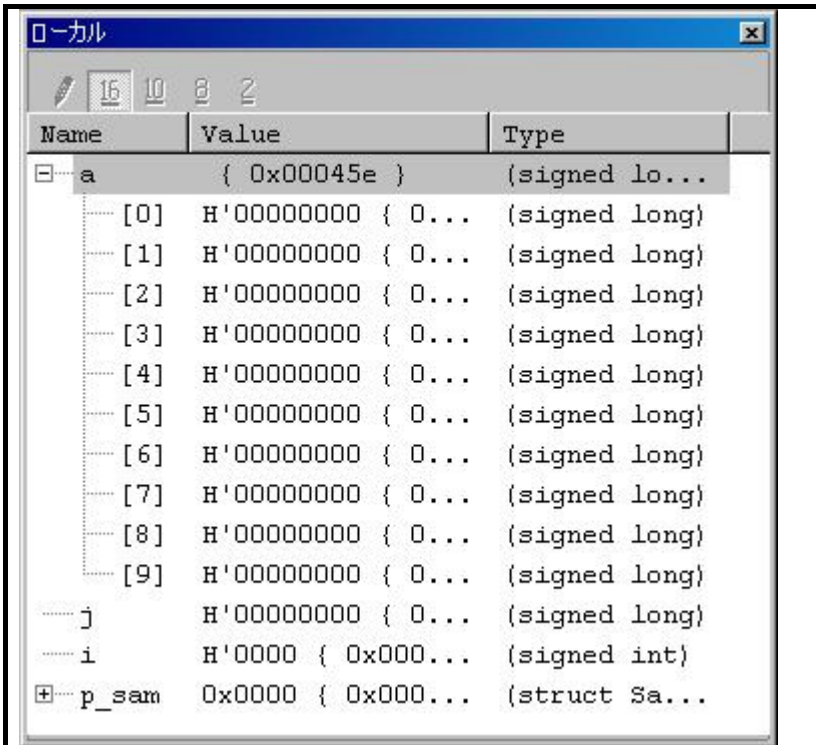 ローカル
16 10 8 2
Name Value Type
a { 0x00045e } (signed lo...
[0] H'00000000 { 0... (signed long)
[1] H'00000000 { 0... (signed long)
[2] H'00000000 { 0... (signed long)
[3] H'00000000 { 0... (signed long)
[4] H'00000000 { 0... (signed long)
[5] H'00000000 { 0... (signed long)
[6] H'00000000 { 0... (signed long)
[7] H'00000000 { 0... (signed long)
[8] H'00000000 { 0... (signed long)
[9] H'00000000 { 0... (signed long)
j H'00000000 { 0... (signed long)
i H'0000 { 0x000... (signed int)
p_sam 0x0000 { 0x000... (struct Sa...